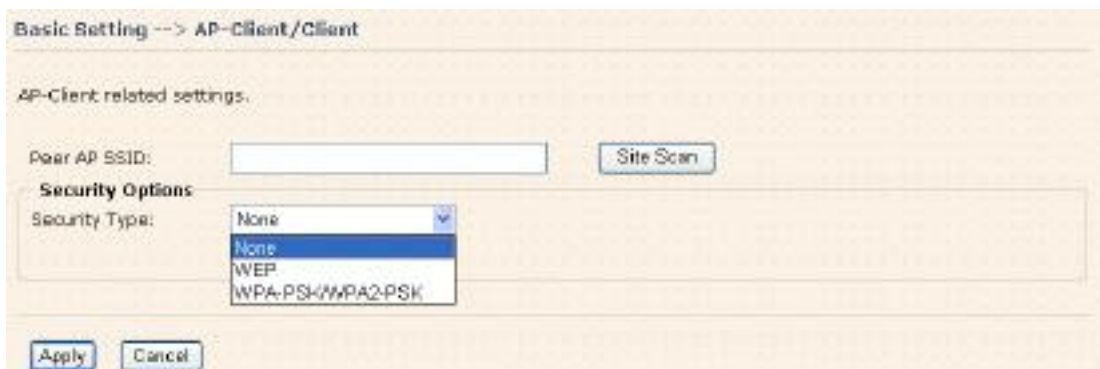 Basic Setting --> AP-Client/Client
AP-Client related settings.
Peer AP SSID: Site Scan
Security Options
Security Type: None
None
WEP
WPA-PSK/WPA2-PSK
Apply Cancel